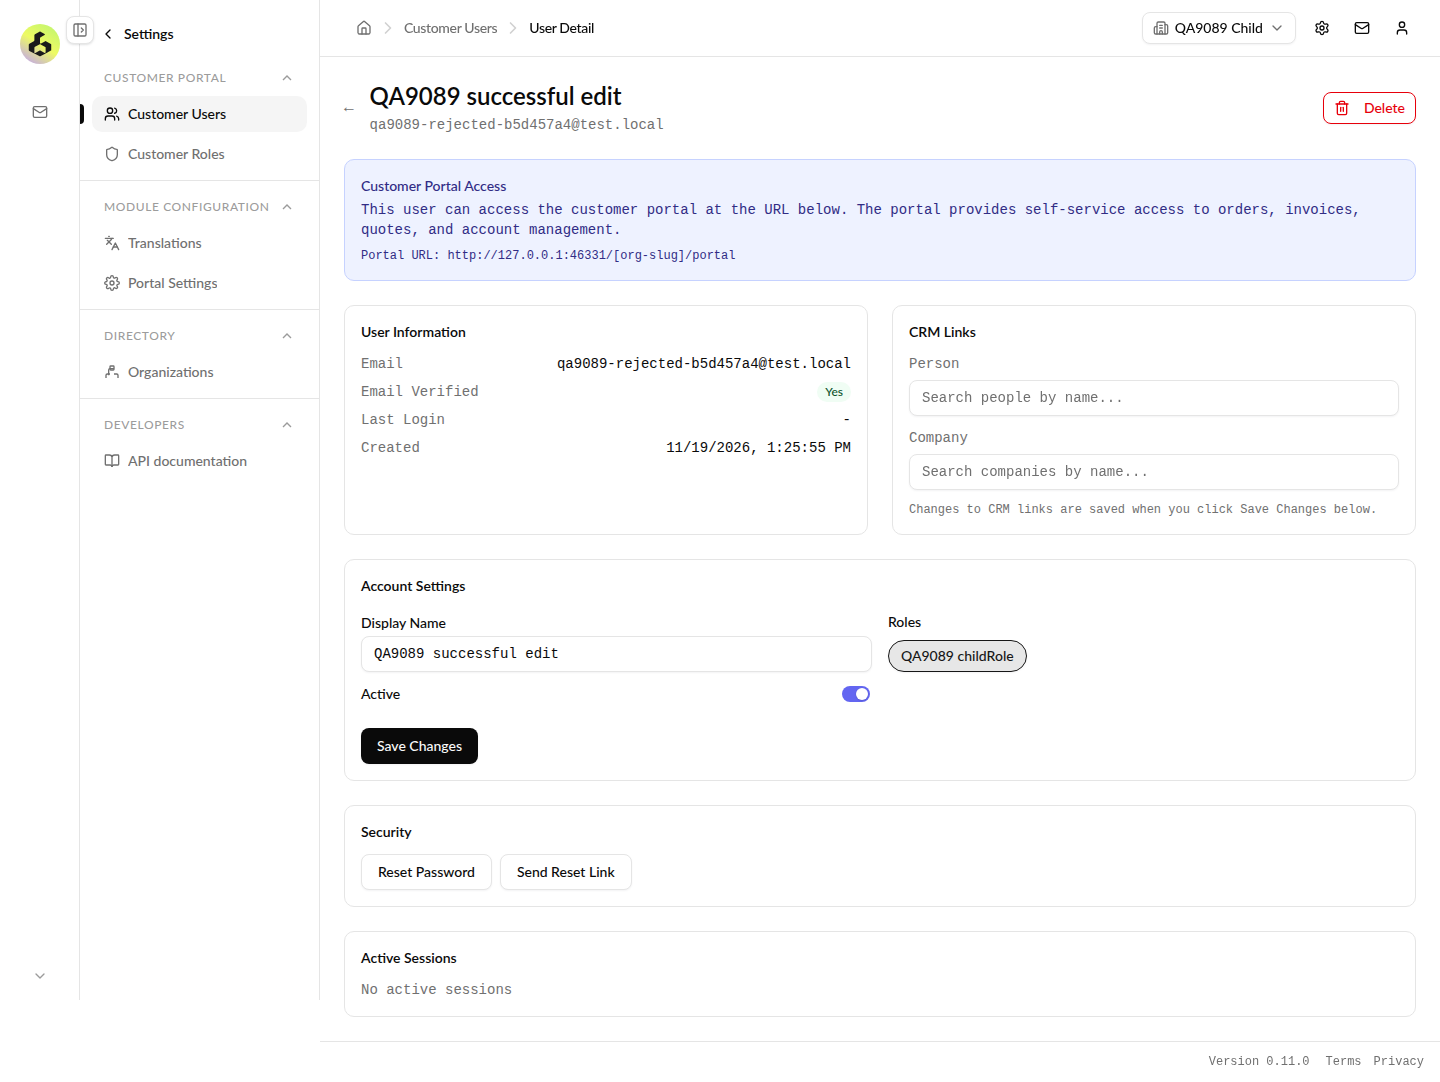 Settings
CUSTOMER PORTAL
Customer Users
Customer Roles
MODULE CONFIGURATION
Translations
Portal Settings
DIRECTORY
Organizations
DEVELOPERS
API documentation
Customer Users
User Detail
QA9089 Child
← QA9089 successful edit
qa9089-rejected-b5d457a4@test.local
Delete
Customer Portal Access
This user can access the customer portal at the URL below. The portal provides self-service access to orders, invoices,
quotes, and account management.
Portal URL: http://127.0.0.1:46331/[org-slug]/portal
User Information
Email qa9089-rejected-b5d457a4@test.local
Email Verified Yes
Last Login -
Created 11/19/2026, 1:25:55 PM
CRM Links
Person
Search people by name...
Company
Search companies by name...
Changes to CRM links are saved when you click Save Changes below.
Account Settings
Display Name
QA9089 successful edit
Roles
QA9089 childRole
Active
Save Changes
Security
Reset Password Send Reset Link
Active Sessions
No active sessions
Version 0.11.0 Terms Privacy